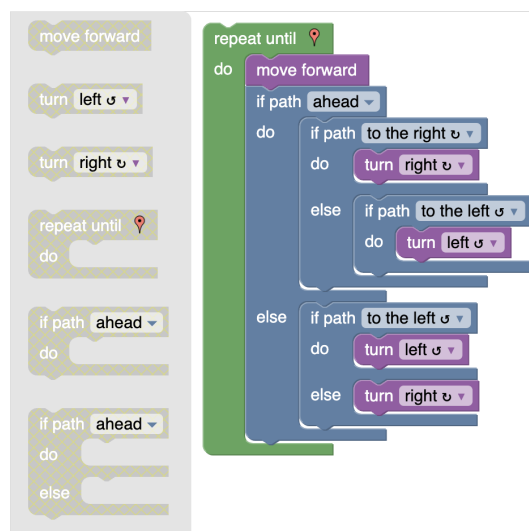 move forward
turn left ↺ ▾
turn right ↻ ▾
repeat until
do
if path ahead ▾
do
if path ahead ▾
do
else
repeat until
do move forward
if path ahead ▾
do if path to the right ↻ ▾
do turn right ↻ ▾
else if path to the left ↺ ▾
do turn left ↺ ▾
else if path to the left ↺ ▾
do turn left ↺ ▾
else turn right ↻ ▾